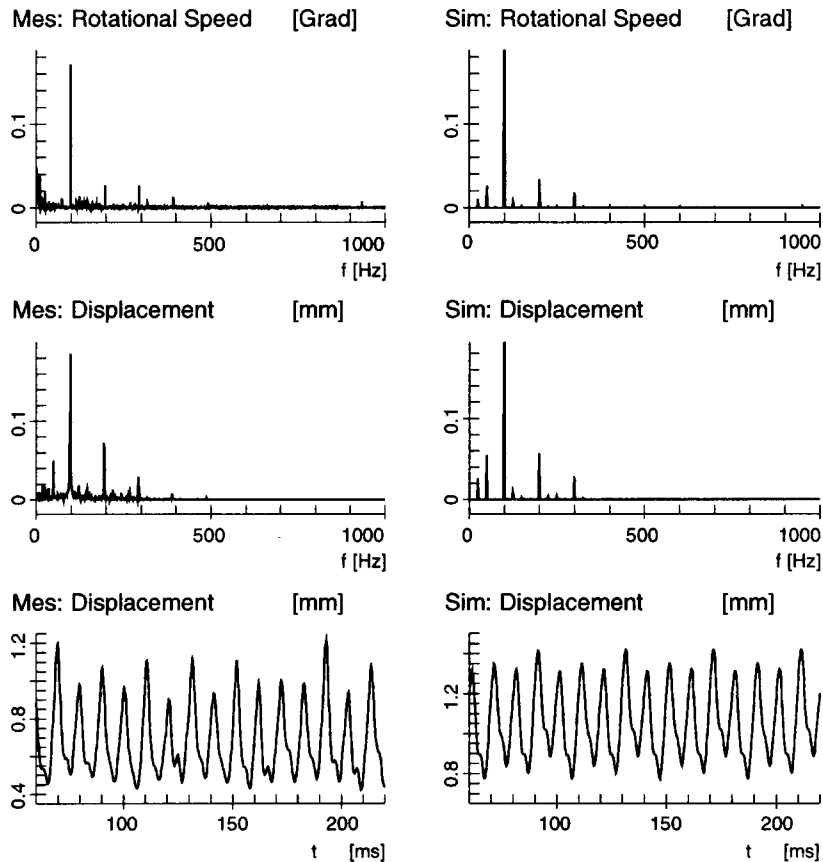 Mes: Rotational Speed [Grad]
Sim: Rotational Speed [Grad]
0.1
0
0 500 1000
f [Hz]
0.1
0
0 500 1000
f [Hz]
Mes: Displacement [mm]
Sim: Displacement [mm]
0.1
0
0 500 1000
f [Hz]
0.1
0
0 500 1000
f [Hz]
Mes: Displacement [mm]
Sim: Displacement [mm]
1.2
0.8
0.4
100 150 200
t [ms]
1.2
0.8
100 150 200
t [ms]